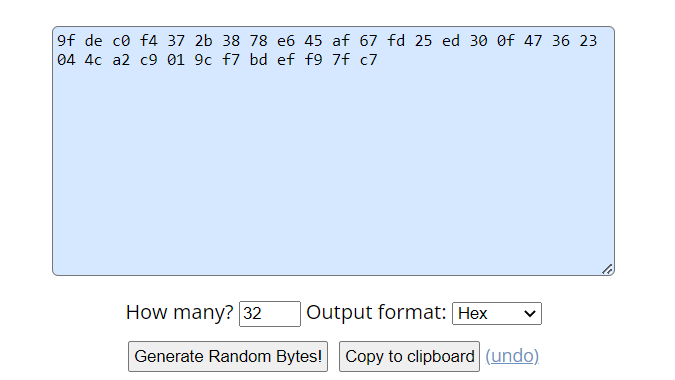 9f de c0 f4 37 2b 38 78 e6 45 af 67 fd 25 ed 30 0f 47 36 23
04 4c a2 c9 01 9c f7 bd ef f9 7f c7
How many? 32 Output format: Hex
Generate Random Bytes! Copy to clipboard (undo)